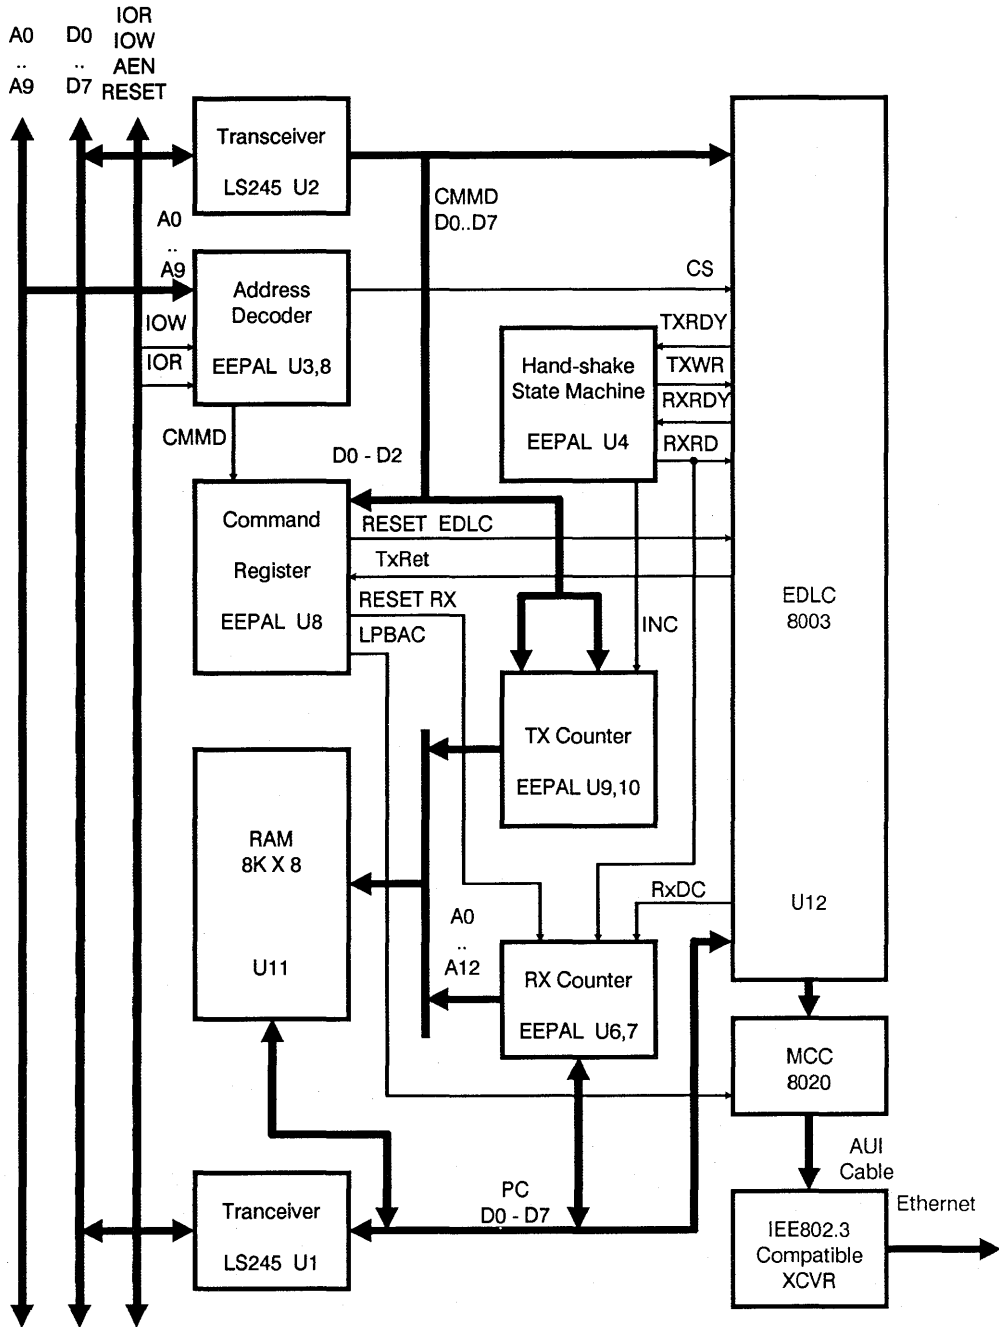 A0
..
A9
D0
..
D7
IOR
IOW
AEN
RESET
Transceiver
LS245 U2
CMMD
D0..D7
A0
..
A9
Address
Decoder
EEPAL U3,8
CS
IOW
IOR
Hand-shake
State Machine
EEPAL U4
TXRDY
TXWR
RXRDY
RXRD
CMMD
D0 - D2
Command
Register
EEPAL U8
RESET EDLC
TxRet
RESET RX
LPBAC
INC
EDLC
8003
U12
TX Counter
EEPAL U9,10
RAM
8K X 8
U11
A0
..
A12
RxDC
RX Counter
EEPAL U6,7
MCC
8020
AUI
Cable
Tranceiver
LS245 U1
PC
D0 - D7
IEE802.3
Compatible
XCVR
Ethernet